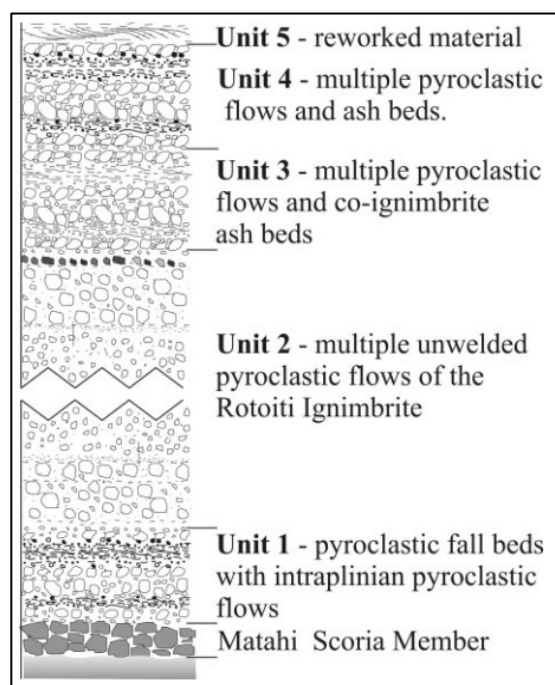 Unit 5 - reworked material
Unit 4 - multiple pyroclastic
flows and ash beds.
Unit 3 - multiple pyroclastic
flows and co-ignimbrite
ash beds
Unit 2 - multiple unwelded
pyroclastic flows of the
Rotoiti Ignimbrite
Unit 1 - pyroclastic fall beds
with intraplinian pyroclastic
flows
Matahi Scoria Member